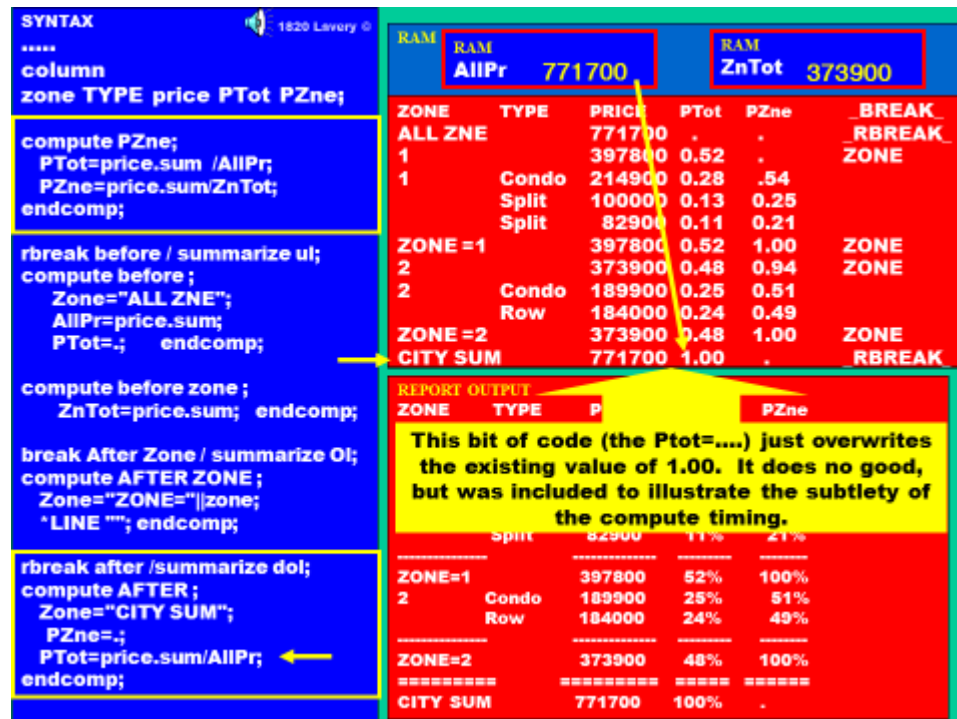 SYNTAX 1820 Lavery ©
.....
column
zone TYPE price PTot PZne;
compute PZne;
PTot=price.sum /AllPr;
PZne=price.sum/ZnTot;
endcomp;
rbreak before / summarize ul;
compute before ;
Zone="ALL ZNE";
AllPr=price.sum;
PTot=.; endcomp;
compute before zone ;
ZnTot=price.sum; endcomp;
break After Zone / summarize Ol;
compute AFTER ZONE ;
Zone="ZONE="||zone;
*LINE ""; endcomp;
rbreak after /summarize dol;
compute AFTER ;
Zone="CITY SUM";
PZne=.;
PTot=price.sum/AllPr;
endcomp;
RAM
RAM
AllPr 771700
RAM
ZnTot 373900
ZONE TYPE PRICE PTot PZne _BREAK_
ALL ZNE 771700 . . _RBREAK_
1 397800 0.52 . ZONE
1 Condo 214900 0.28 .54
Split 100000 0.13 0.25
Split 82900 0.11 0.21
ZONE =1 397800 0.52 1.00 ZONE
2 373900 0.48 0.94 ZONE
2 Condo 189900 0.25 0.51
Row 184000 0.24 0.49
ZONE =2 373900 0.48 1.00 ZONE
CITY SUM 771700 1.00 . _RBREAK_
REPORT OUTPUT
ZONE TYPE P PZne
This bit of code (the Ptot=....) just overwrites
the existing value of 1.00. It does no good,
but was included to illustrate the subtlety of
the compute timing.
Split 82900 11% 21%
ZONE=1 397800 52% 100%
2 Condo 189900 25% 51%
Row 184000 24% 49%
ZONE=2 373900 48% 100%
========= ========= ===== ======
CITY SUM 771700 100% .